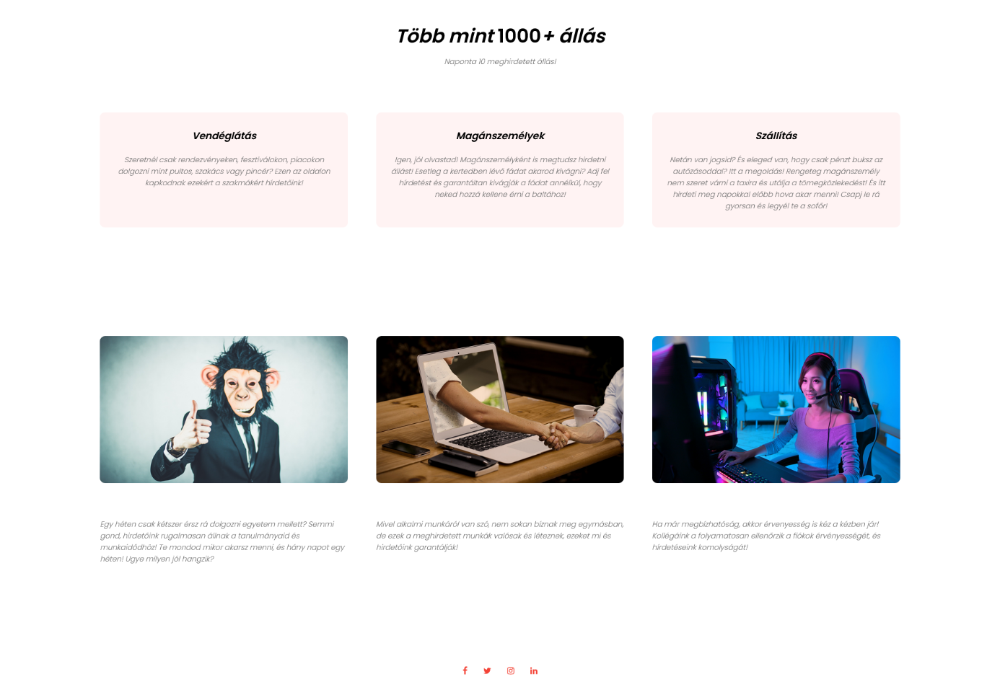 Több mint 1000+ állás
Naponta 10 meghirdetett állás!
Vendéglátás
Szeretnél csak rendezvényeken, fesztiválokon, piacokon
dolgozni mint pultos, szakács vagy pincér? Ezen az oldalon
kapkodnak ezekért a szakmákért hirdetőink!
Magánszemélyek
Igen, jól olvastad! Magánszemélyként is megtudsz hirdetni
állást! Esetleg a kertedben lévő fádat akarod kivágni? Adj fel
hirdetést és garantáltan kivágják a fádat annélkül, hogy
neked hozzá kellene érni a baltához!
Szállítás
Netán van jogsid? És eleged van, hogy csak pénzt buksz az
autózásoddal? Itt a megoldás! Rengeteg magánszemély
nem szeret várni a taxira és utálja a tömegközlekedést! És itt
hirdeti meg napokkal előbb hova akar menni! Csapj le rá
gyorsan és legyél te a sofőr!
Egy héten csak kétszer érsz rá dolgozni egyetem mellett? Semmi
gond, hirdetőink rugalmasan állnak a tanulmányaid és
munkaidődhöz! Te mondod mikor akarsz menni, és hány napot egy
héten! Ugye milyen jól hangzik?
Mivel alkalmi munkáról van szó, nem sokan bíznak meg egymásban,
de ezek a meghirdetett munkák valósak és léteznek, ezeket mi és
hirdetőink garantálják!
Ha már megbízhatóság, akkor érvenyesség is kéz a kézben jár!
Kollégáink a folyamatosan ellenőrzik a fiókok érvényességét, és
hirdetéseink komolyságát!